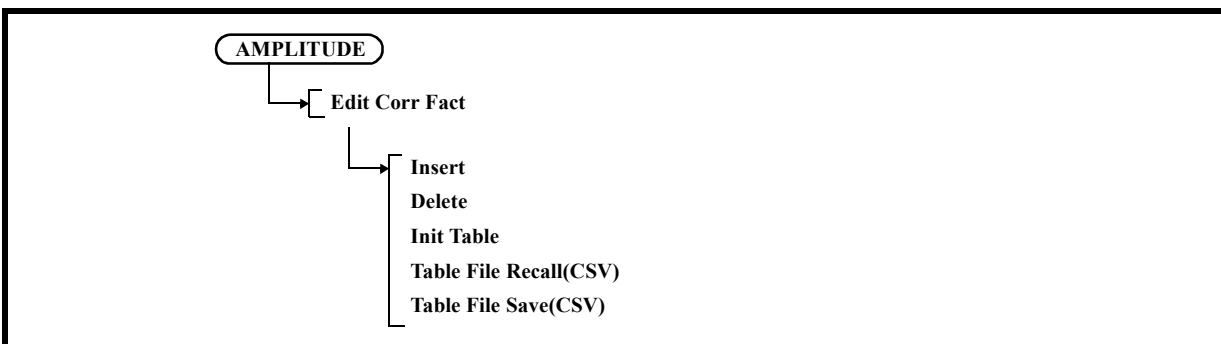 AMPLITUDE
Edit Corr Fact
Insert
Delete
Init Table
Table File Recall(CSV)
Table File Save(CSV)